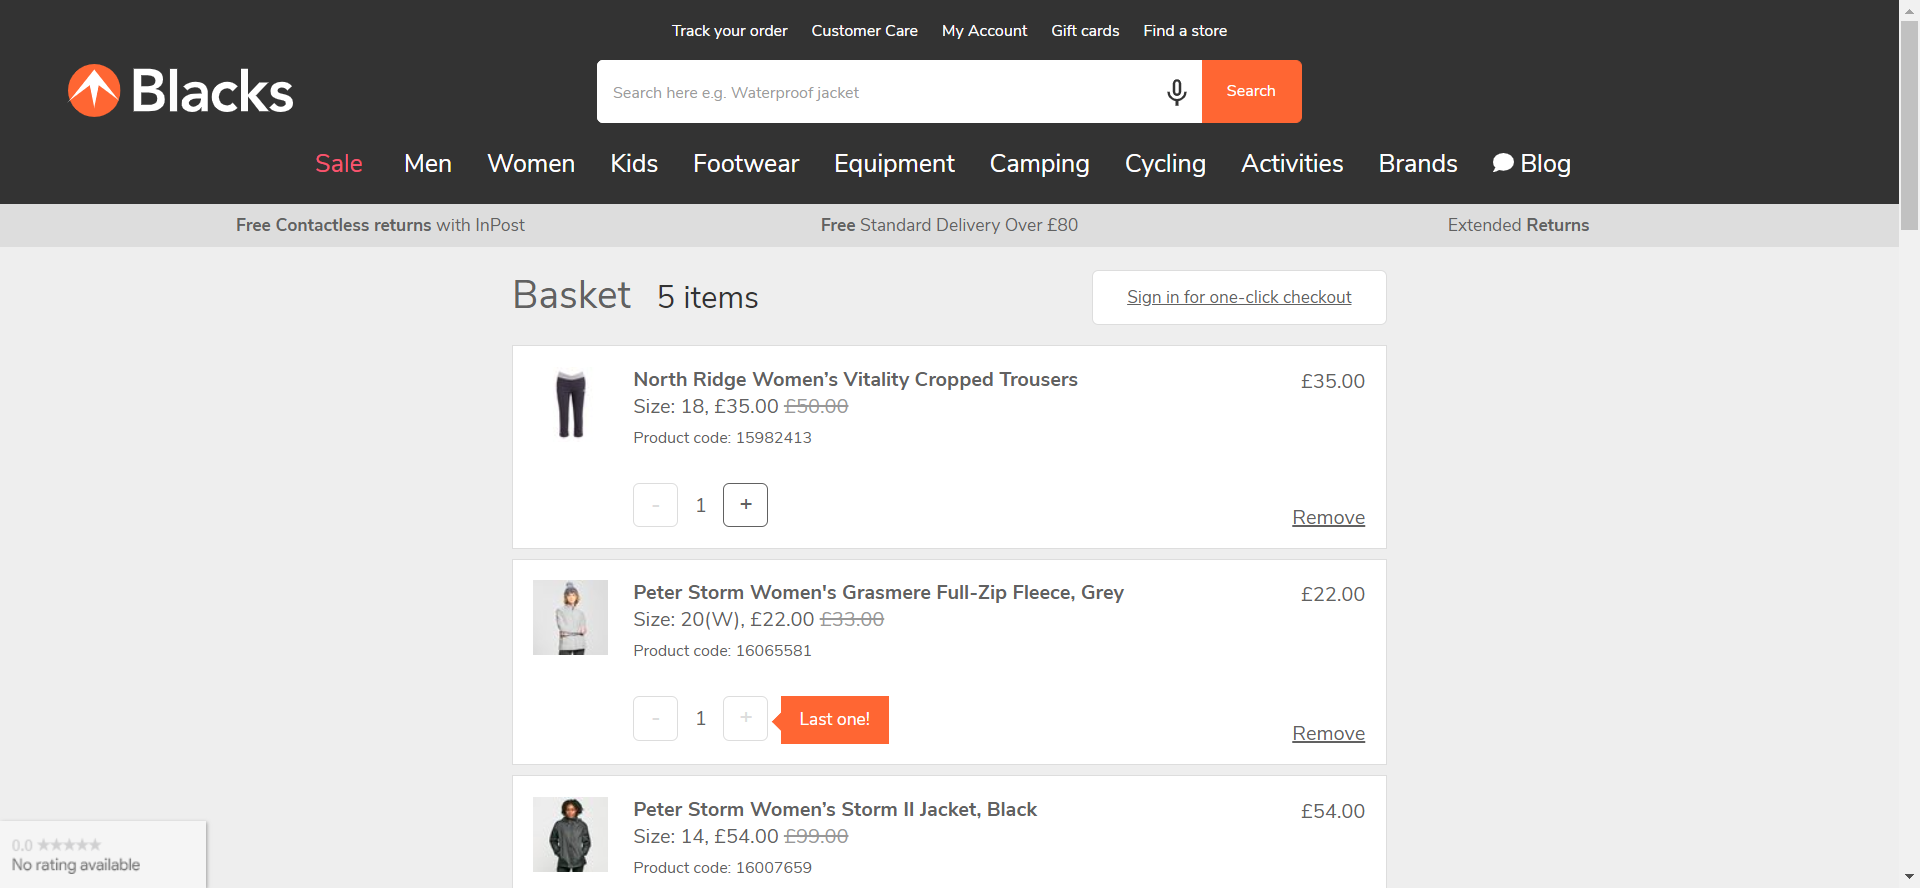 Track your order Customer Care My Account Gift cards Find a store
Blacks
Search here e.g. Waterproof jacket Search
Sale Men Women Kids Footwear Equipment Camping Cycling Activities Brands Blog
Free Contactless returns with InPost Free Standard Delivery Over £80 Extended Returns
Basket 5 items Sign in for one-click checkout
North Ridge Women’s Vitality Cropped Trousers £35.00
Size: 18, £35.00 £50.00
Product code: 15982413
- 1 +
Remove
Peter Storm Women's Grasmere Full-Zip Fleece, Grey £22.00
Size: 20(W), £22.00 £33.00
Product code: 16065581
- 1 + Last one!
Remove
Peter Storm Women’s Storm II Jacket, Black £54.00
Size: 14, £54.00 £99.00
Product code: 16007659
0.0 ★★★★★
No rating available